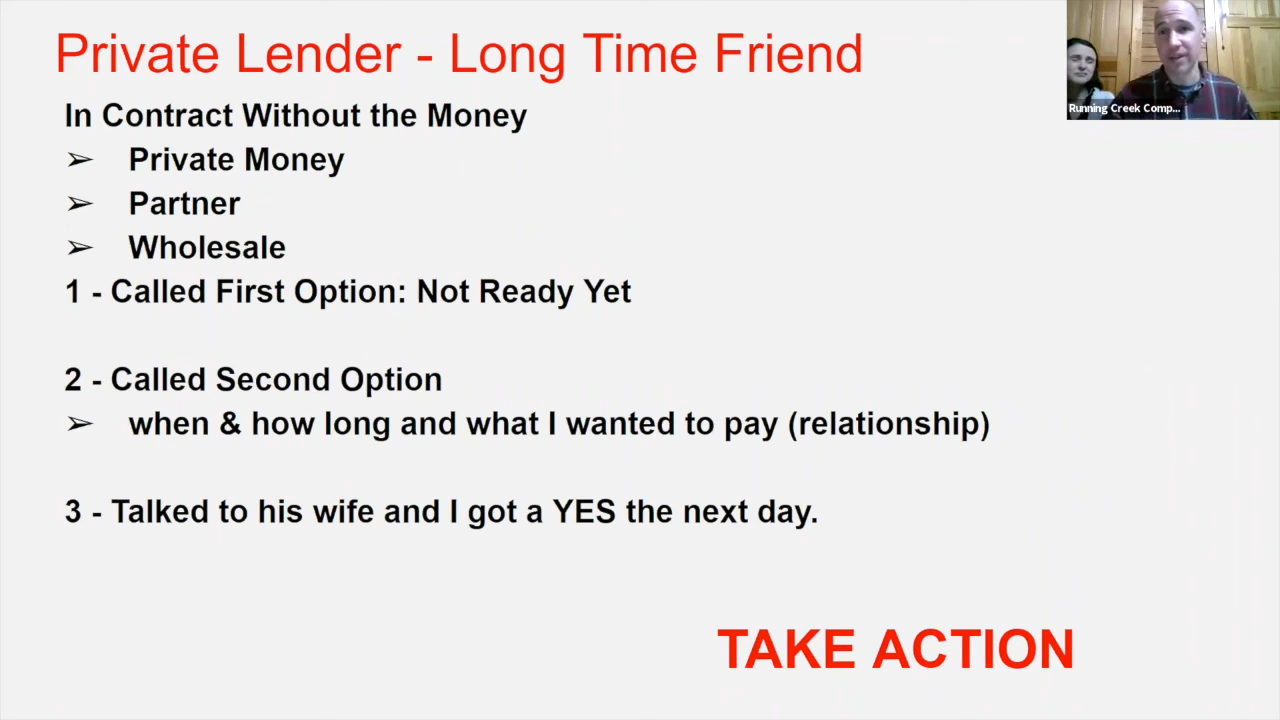 Private Lender - Long Time Friend
Running Creek Comp...
In Contract Without the Money
➢ Private Money
➢ Partner
➢ Wholesale
1 - Called First Option: Not Ready Yet
2 - Called Second Option
➢ when & how long and what I wanted to pay (relationship)
3 - Talked to his wife and I got a YES the next day.
TAKE ACTION